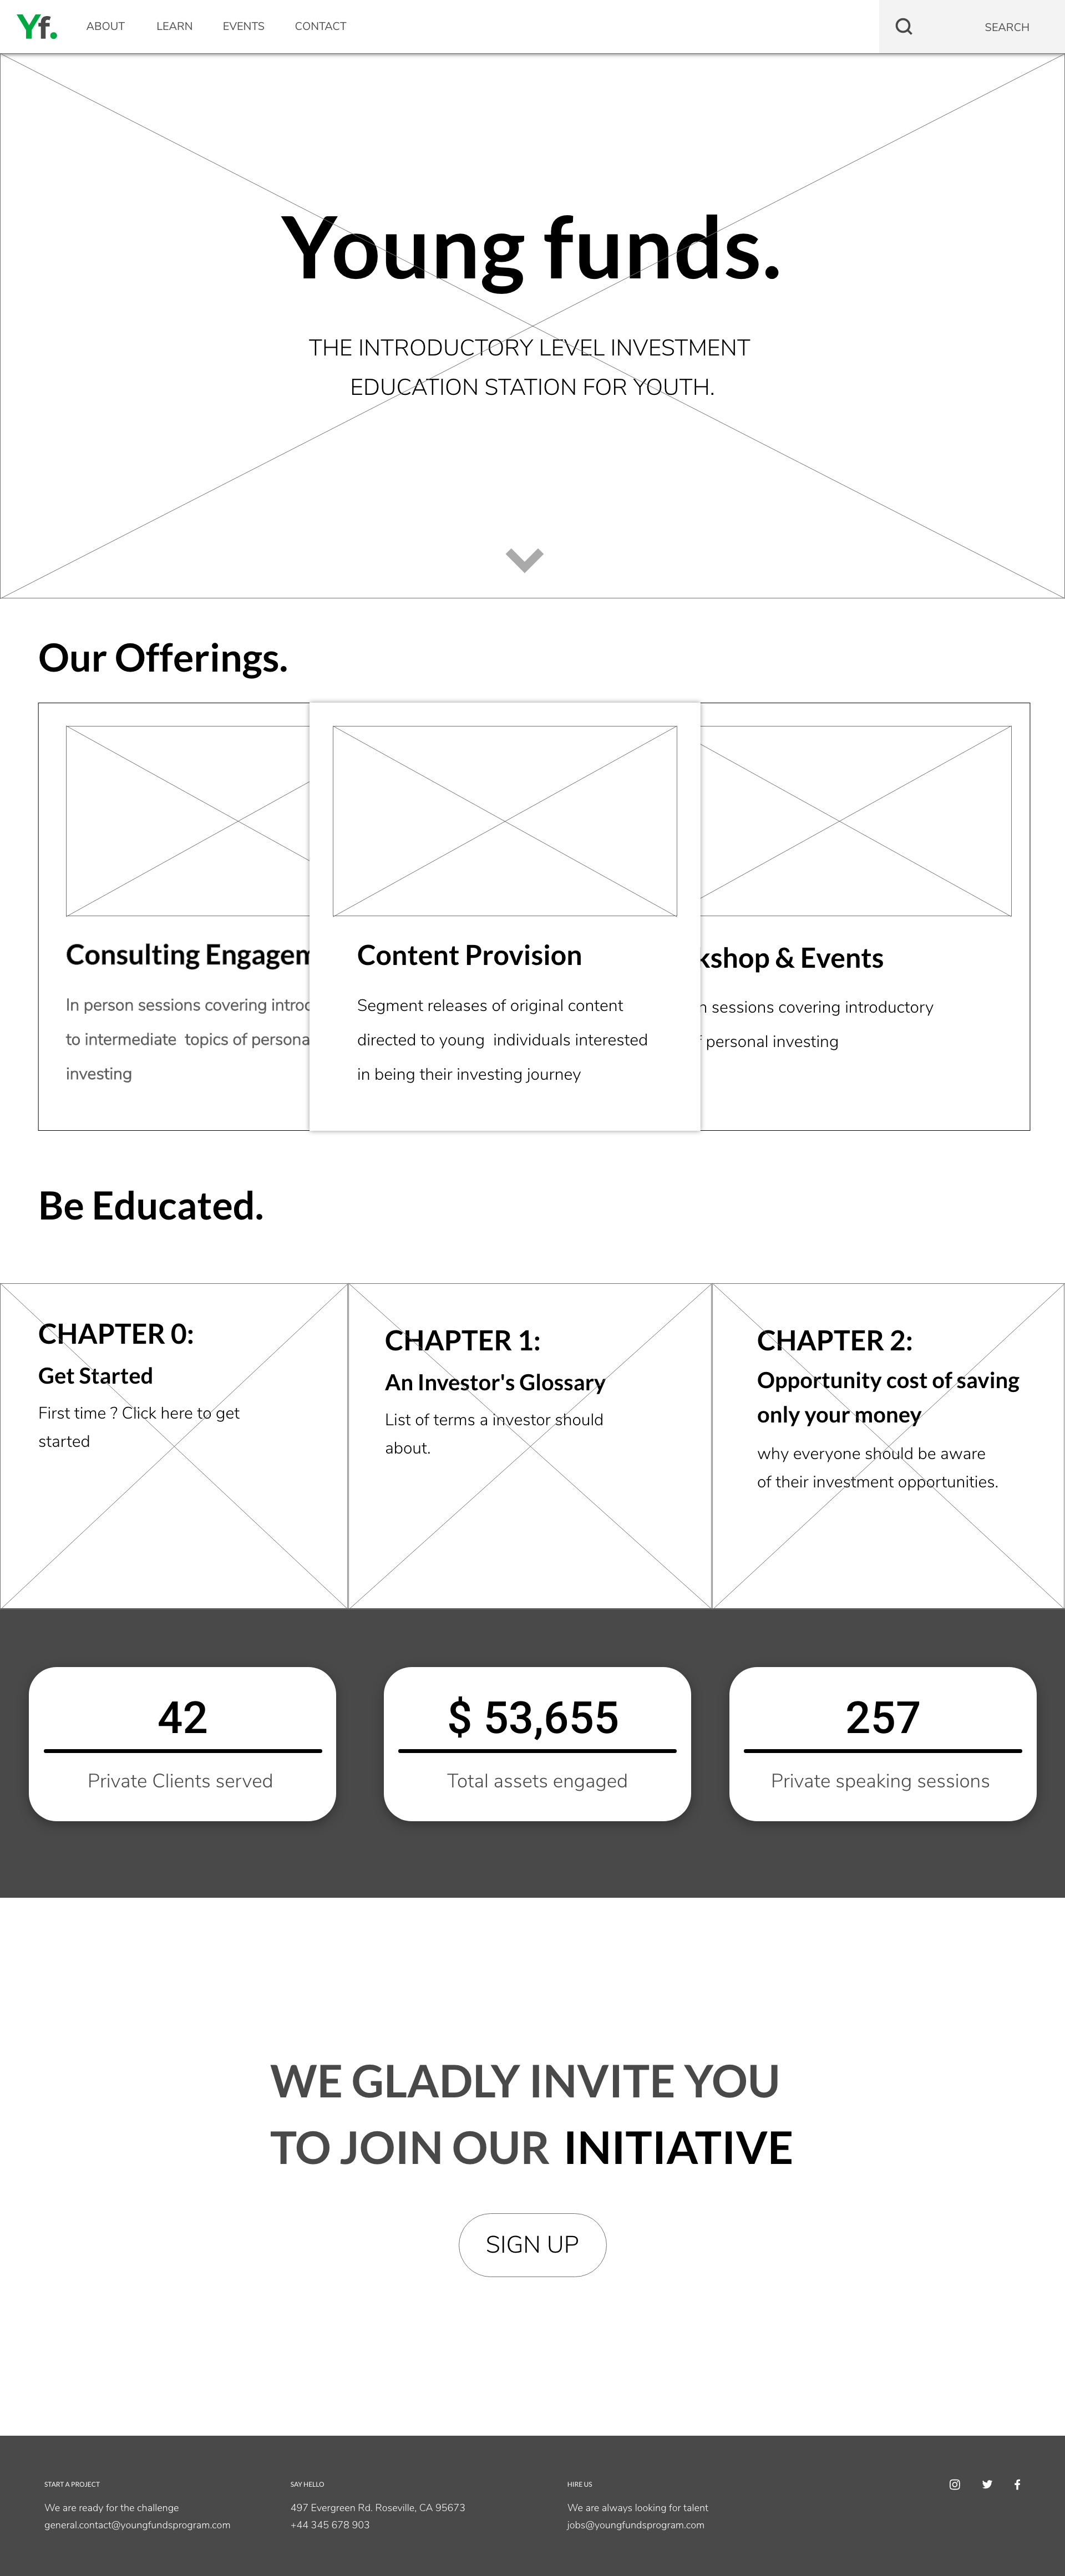 Yf.
ABOUT
LEARN
EVENTS
CONTACT
SEARCH
Young funds.
THE INTRODUCTORY LEVEL INVESTMENT
EDUCATION STATION FOR YOUTH.
Our Offerings.
Consulting Engagem
In person sessions covering introd
to intermediate topics of persona
investing
Content Provision
Segment releases of original content
directed to young individuals interested
in being their investing journey
kshop & Events
n sessions covering introductory
f personal investing
Be Educated.
CHAPTER 0:
Get Started
First time ? Click here to get
started
CHAPTER 1:
An Investor's Glossary
List of terms a investor should
about.
CHAPTER 2:
Opportunity cost of saving
only your money
why everyone should be aware
of their investment opportunities.
42
Private Clients served
$ 53,655
Total assets engaged
257
Private speaking sessions
WE GLADLY INVITE YOU
TO JOIN OUR INITIATIVE
SIGN UP
START A PROJECT
We are ready for the challenge
general.contact@youngfundsprogram.com
SAY HELLO
497 Evergreen Rd. Roseville, CA 95673
+44 345 678 903
HIRE US
We are always looking for talent
jobs@youngfundsprogram.com